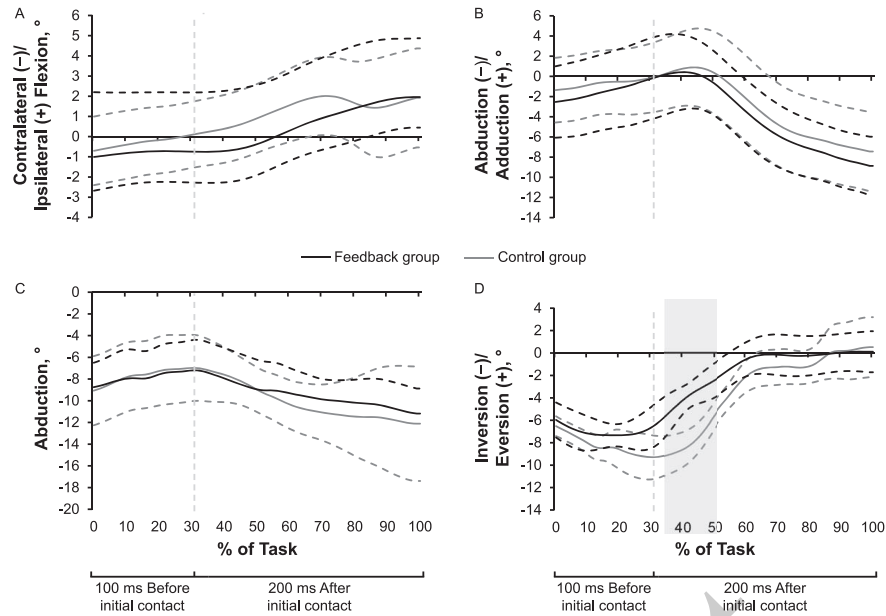 A
Contralateral (–)/
Ipsilateral (+) Flexion, °
6
5
4
3
2
1
0
-1
-2
-3
-4
B
Abduction (–)/
Adduction (+), °
6
4
2
0
-2
-4
-6
-8
-10
-12
-14
Feedback group
Control group
C
Abduction, °
0
-2
-4
-6
-8
-10
-12
-14
-16
-18
-20
0 10 20 30 40 50 60 70 80 90 100
% of Task
100 ms Before
initial contact
200 ms After
initial contact
D
Inversion (–)/
Eversion (+), °
4
2
0
-2
-4
-6
-8
-10
-12
-14
0 10 20 30 40 50 60 70 80 90 100
% of Task
100 ms Before
initial contact
200 ms After
initial contact